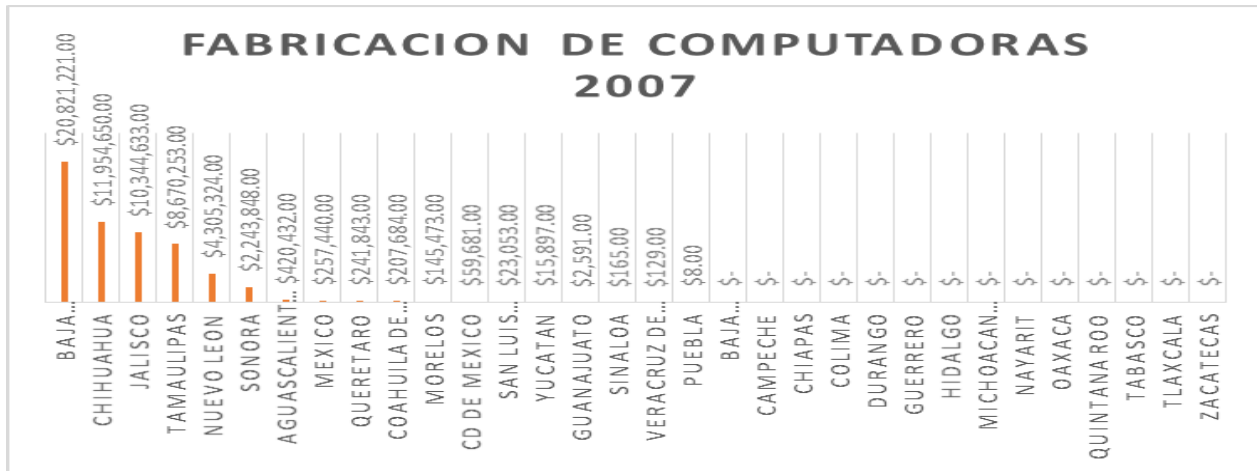 FABRICACION DE COMPUTADORAS
2007
$20,821,221.00
$11,954,650.00
$10,344,633.00
$8,670,253.00
$4,305,324.00
$2,243,848.00
$420,432.00
$257,440.00
$241,843.00
$207,684.00
$145,473.00
$59,681.00
$23,053.00
$15,897.00
$2,591.00
$165.00
$129.00
$8.00
$-
$-
$-
$-
$-
$-
$-
$-
$-
$-
$-
$-
$-
$-
BAJA...
CHIHUAHUA
JALISCO
TAMAULIPAS
NUEVO LEON
SONORA
AGUASCALIENT...
MEXICO
QUERETARO
COAHUILA DE...
MORELOS
CD DE MEXICO
SAN LUIS...
YUCATAN
GUANAJUATO
SINALOA
VERACRUZ DE...
PUEBLA
BAJA...
CAMPECHE
CHIAPAS
COLIMA
DURANGO
GUERRERO
HIDALGO
MICHOACAN...
NAYARIT
OAXACA
QUINTANAROO
TABASCO
TLAXCALA
ZACATECAS